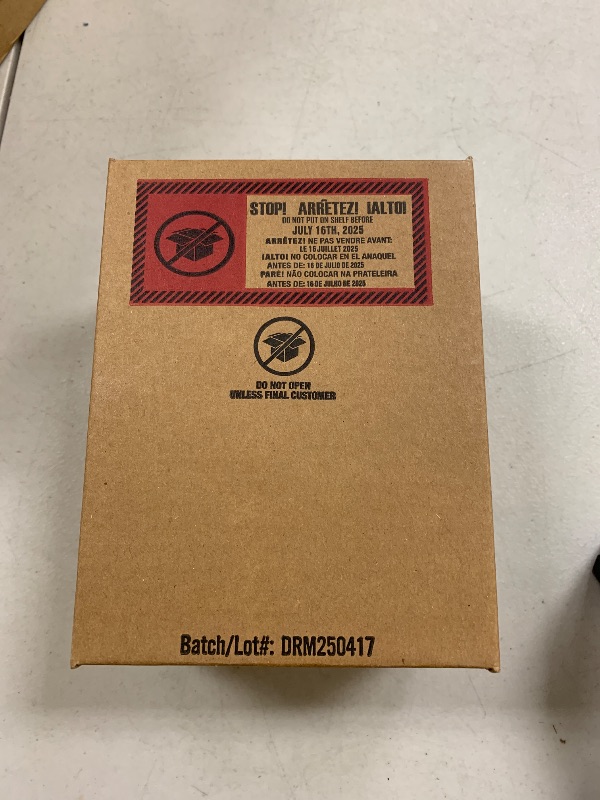 STOP! ARRÊTEZ! ¡ALTO!
DO NOT PUT ON SHELF BEFORE
JULY 16TH, 2025
ARRÊTEZ! NE PAS VENDRE AVANT:
LE 16 JUILLET 2025
¡ALTO! NO COLOCAR EN EL ANAQUEL
ANTES DE: 16 DE JULIO DE 2025
PARE! NÃO COLOCAR NA PRATELEIRA
ANTES DE: 16 DE JULHO DE 2025
DO NOT OPEN
UNLESS FINAL CUSTOMER
Batch/Lot#: DRM250417